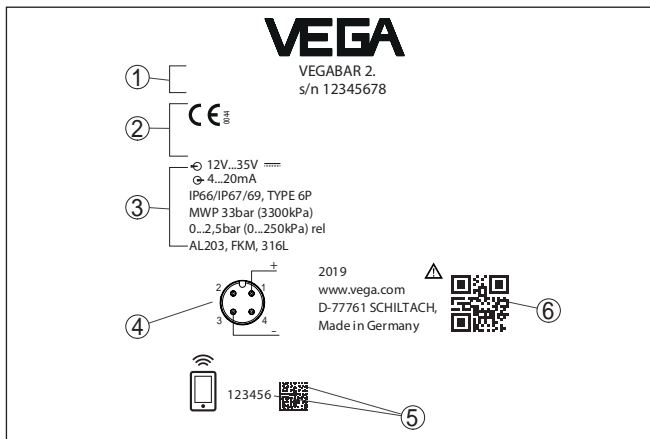 VEGA
VEGABAR 2.
s/n 12345678
1
2
CE 0044
12V...35V
4...20mA
IP66/IP67/69, TYPE 6P
MWP 33bar (3300kPa)
0...2,5bar (0...250kPa) rel
AL203, FKM, 316L
3
+
2 1
3 4
-
4
2019
www.vega.com
D-77761 SCHILTACH,
Made in Germany
6
123456
5